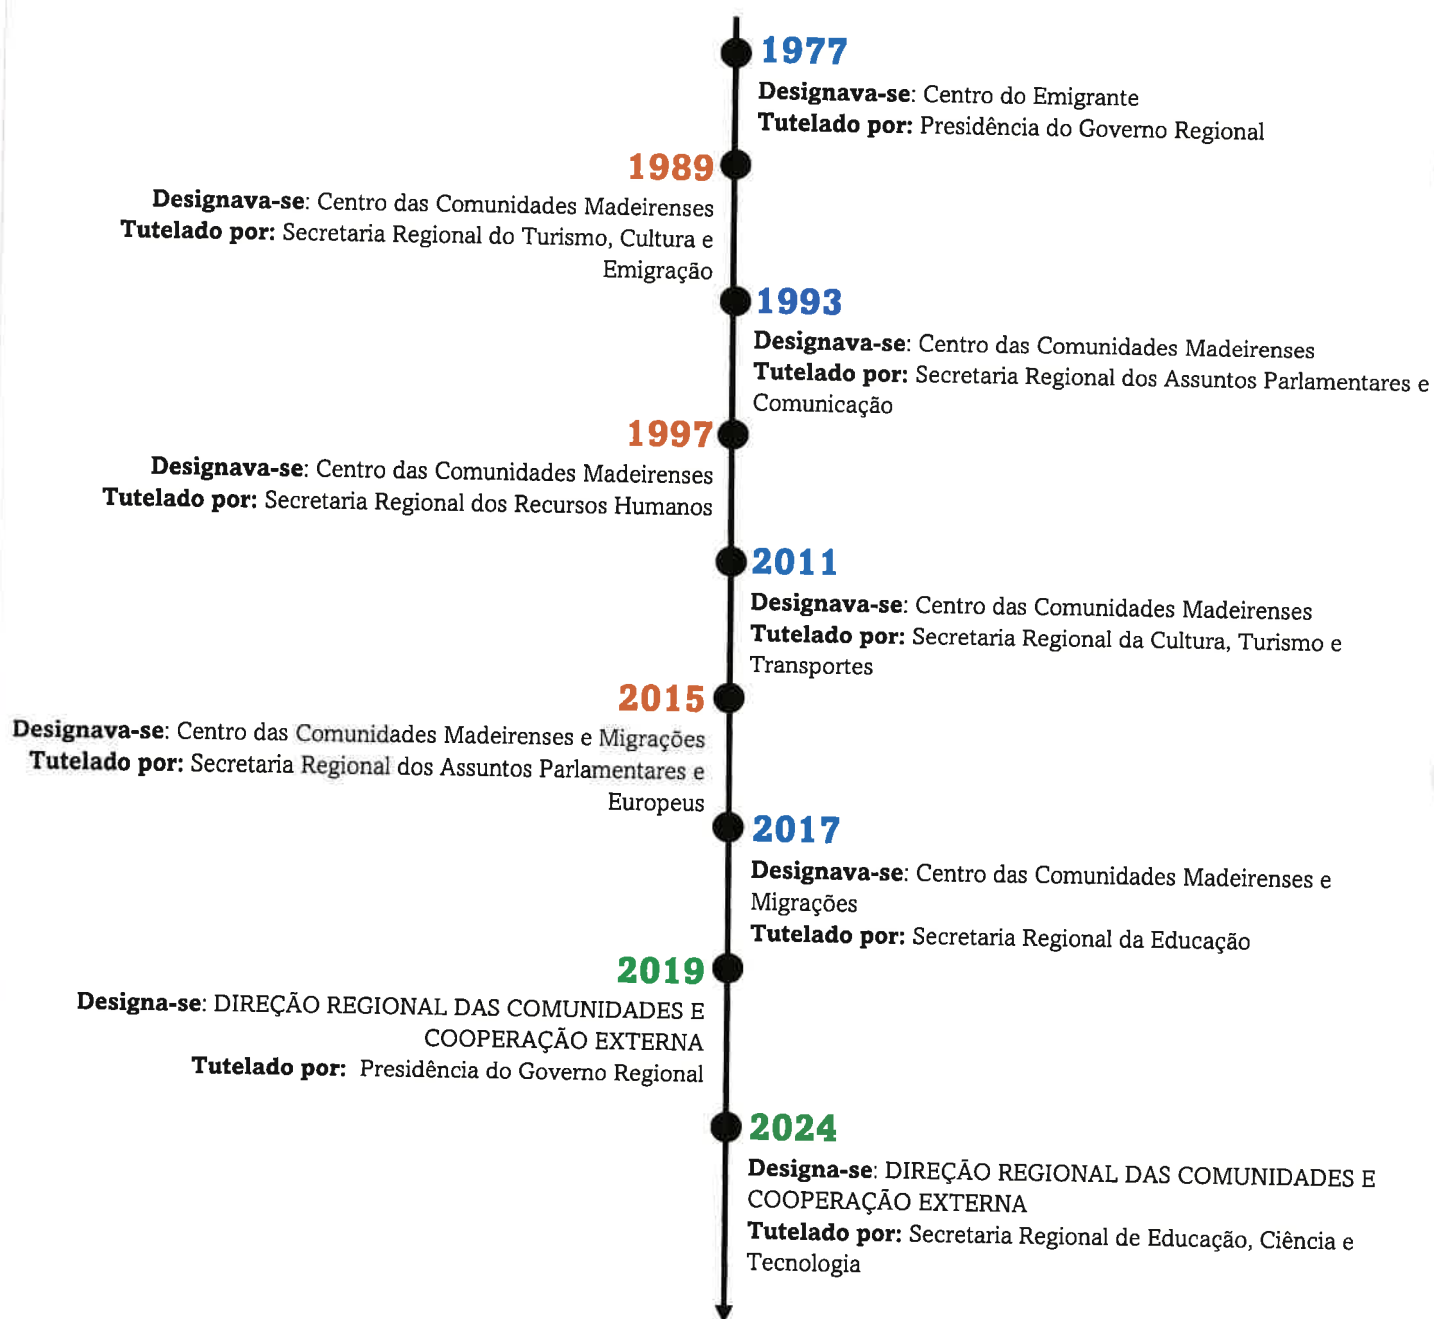 1977
Designava-se: Centro do Emigrante
Tutelado por: Presidência do Governo Regional
1989
Designava-se: Centro das Comunidades Madeirenses
Tutelado por: Secretaria Regional do Turismo, Cultura e
Emigração
1993
Designava-se: Centro das Comunidades Madeirenses
Tutelado por: Secretaria Regional dos Assuntos Parlamentares e
Comunicação
1997
Designava-se: Centro das Comunidades Madeirenses
Tutelado por: Secretaria Regional dos Recursos Humanos
2011
Designava-se: Centro das Comunidades Madeirenses
Tutelado por: Secretaria Regional da Cultura, Turismo e
Transportes
2015
Designava-se: Centro das Comunidades Madeirenses e Migrações
Tutelado por: Secretaria Regional dos Assuntos Parlamentares e
Europeus
2017
Designava-se: Centro das Comunidades Madeirenses e
Migrações
Tutelado por: Secretaria Regional da Educação
2019
Designa-se: DIREÇÃO REGIONAL DAS COMUNIDADES E
COOPERAÇÃO EXTERNA
Tutelado por: Presidência do Governo Regional
2024
Designa-se: DIREÇÃO REGIONAL DAS COMUNIDADES E
COOPERAÇÃO EXTERNA
Tutelado por: Secretaria Regional de Educação, Ciência e
Tecnologia